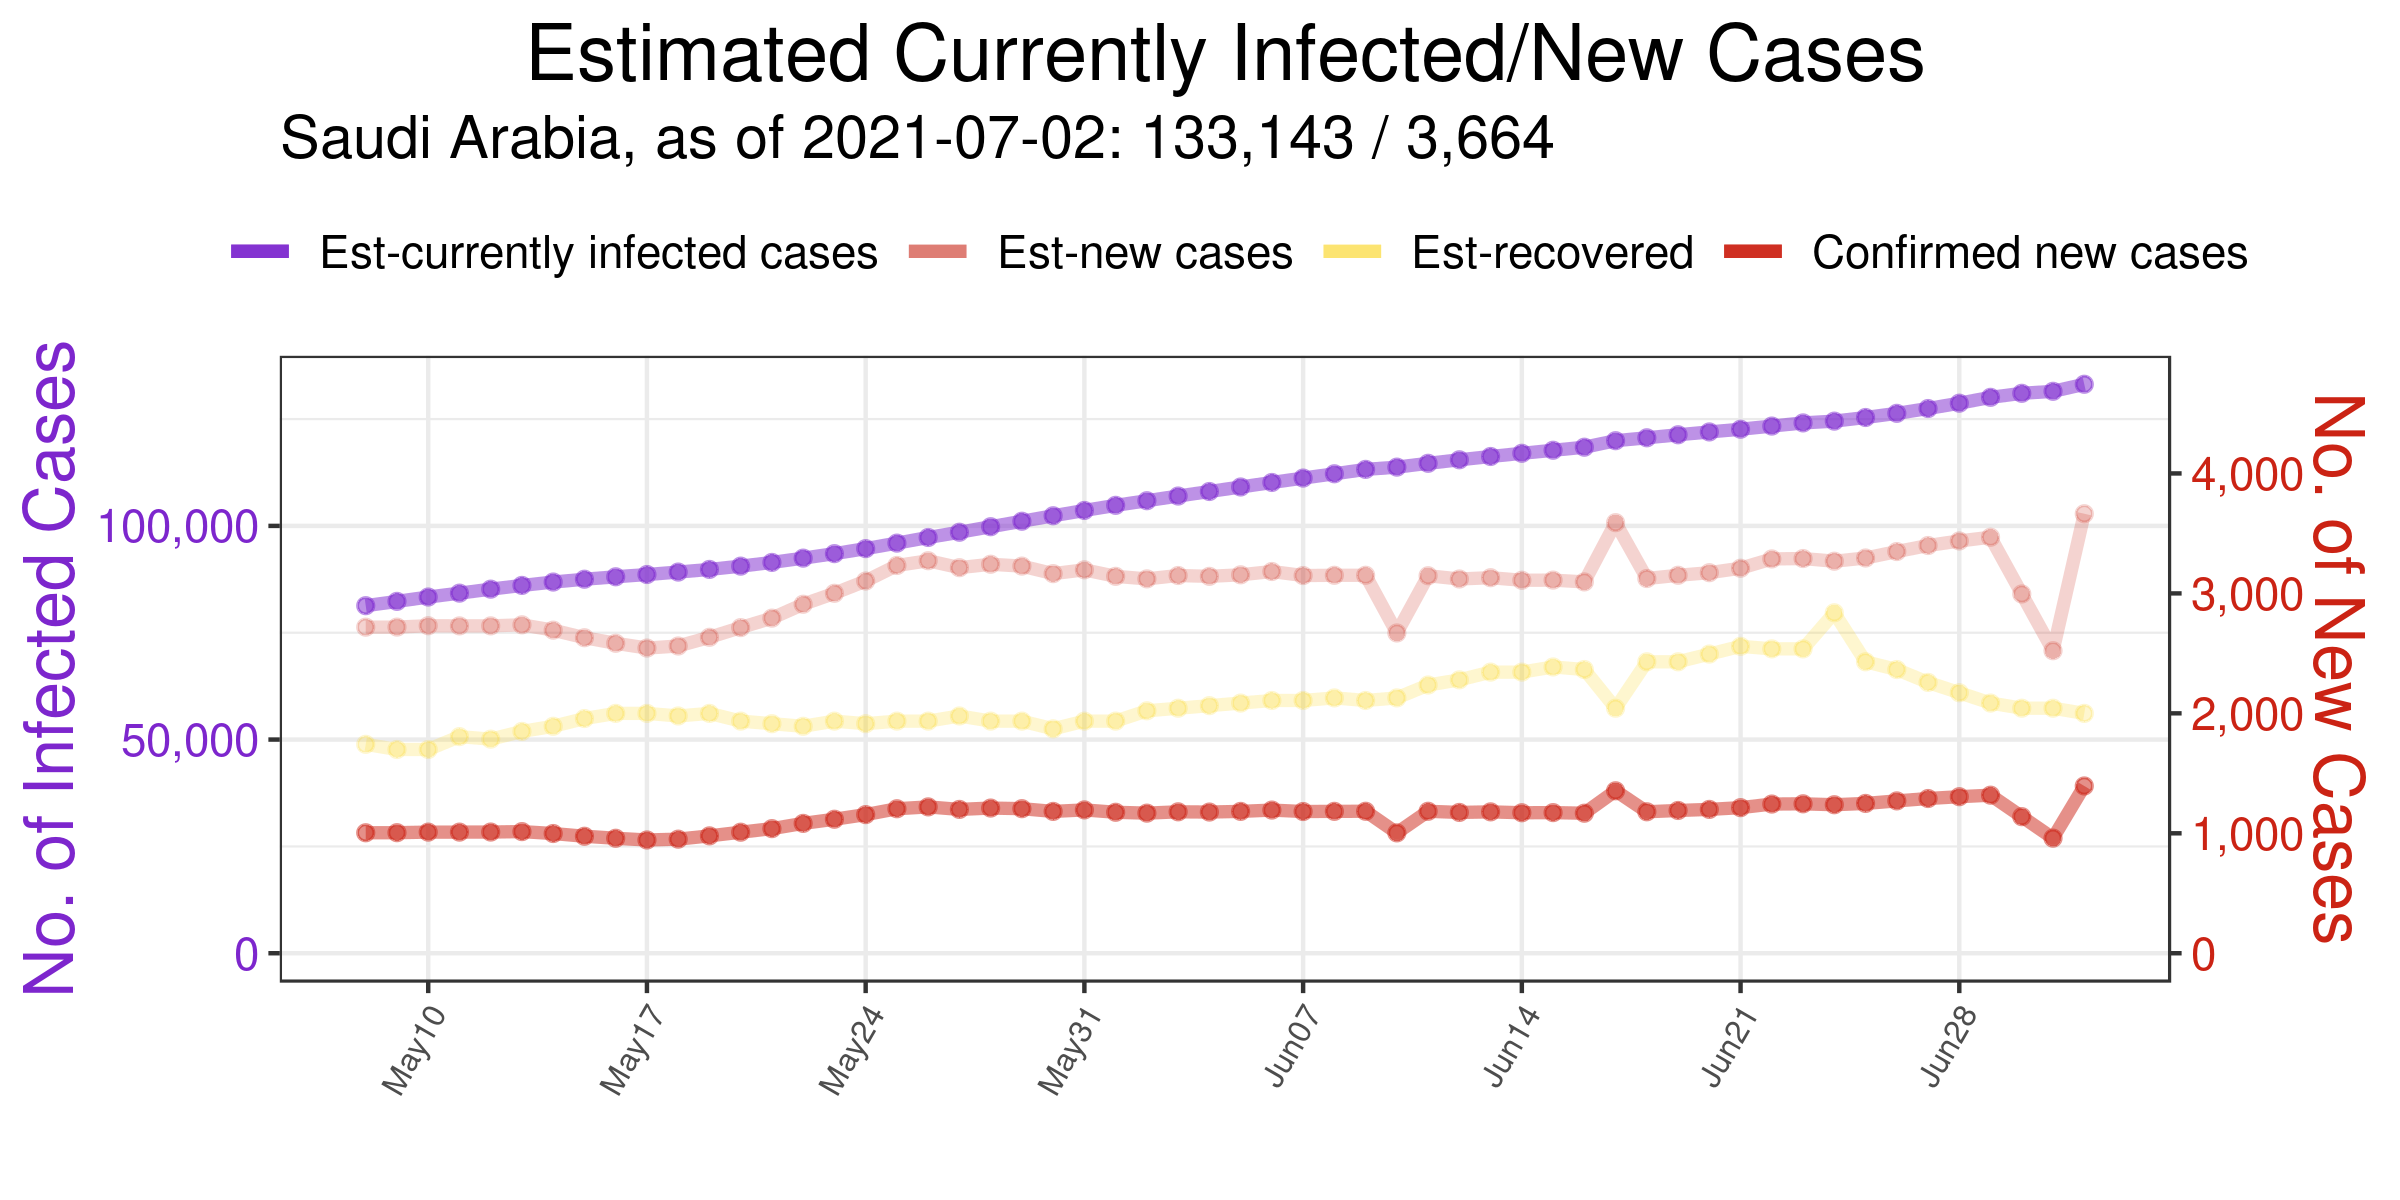 Estimated Currently Infected/New Cases
Saudi Arabia, as of 2021-07-02: 133,143 / 3,664
Est-currently infected cases Est-new cases Est-recovered Confirmed new cases
No. of Infected Cases
100,000
50,000
0
4,000
3,000
2,000
1,000
0
No. of New Cases
May10 May17 May24 May31 Jun07 Jun14 Jun21 Jun28